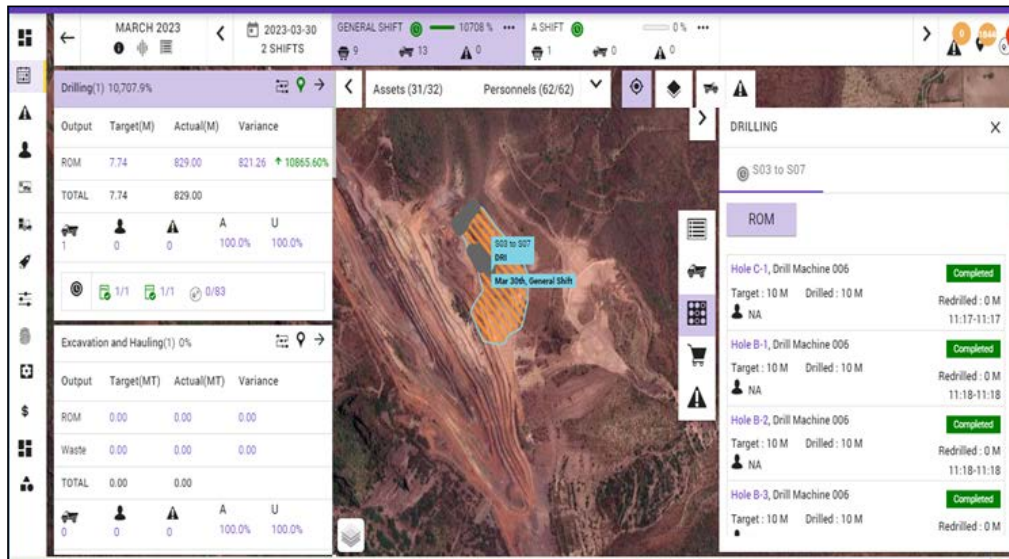 MARCH 2023
2023-03-30
2 SHIFTS
GENERAL SHIFT 10708 % •••
9 13 0
A SHIFT 0 % •••
1 0 0
0
1844
Drilling(1) 10,707.9%
Output Target(M) Actual(M) Variance
ROM 7.74 829.00 821.26 ↑ 10865.60%
TOTAL 7.74 829.00
A U
1 0 0 100.0% 100.0%
1/1 1/1 0/83
Excavation and Hauling(1) 0%
Output Target(MT) Actual(MT) Variance
ROM 0.00 0.00 0.00
Waste 0.00 0.00 0.00
TOTAL 0.00 0.00
A U
0 0 0 100.0% 100.0%
Assets (31/32) Personnels (62/62)
S03 to S07
DRI
Mar 30th, General Shift
DRILLING X
S03 to S07
ROM
Hole C-1, Drill Machine 006 Completed
Target : 10 M Drilled : 10 M Redrilled : 0 M
NA 11:17-11:17
Hole B-1, Drill Machine 006 Completed
Target : 10 M Drilled : 10 M Redrilled : 0 M
NA 11:18-11:18
Hole B-2, Drill Machine 006 Completed
Target : 10 M Drilled : 10 M Redrilled : 0 M
NA 11:18-11:18
Hole B-3, Drill Machine 006 Completed
Target : 10 M Drilled : 10 M Redrilled : 0 M